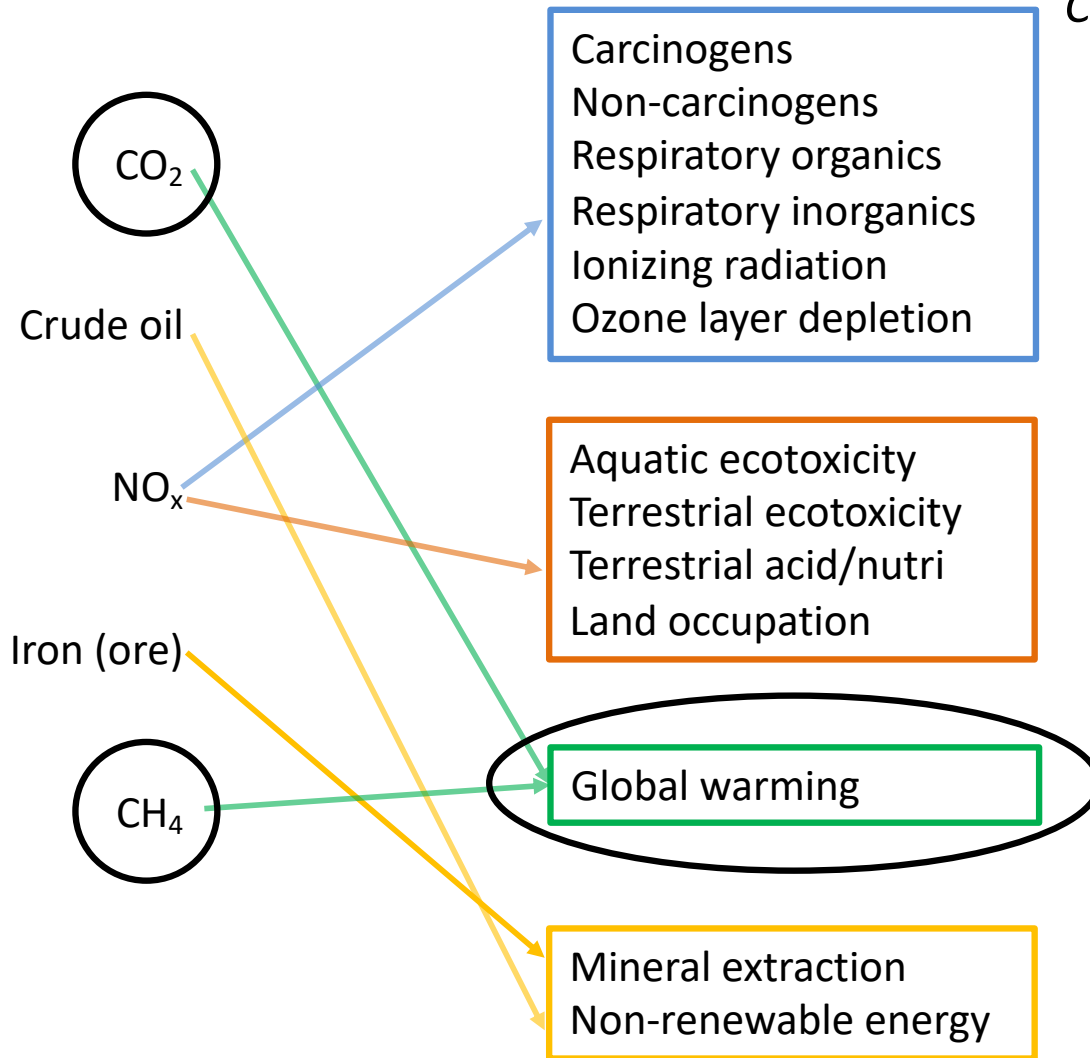 C
Carcinogens
Non-carcinogens
Respiratory organics
Respiratory inorganics
Ionizing radiation
Ozone layer depletion
CO₂
Crude oil
NOₓ
Iron (ore)
CH₄
Aquatic ecotoxicity
Terrestrial ecotoxicity
Terrestrial acid/nutri
Land occupation
Global warming
Mineral extraction
Non-renewable energy